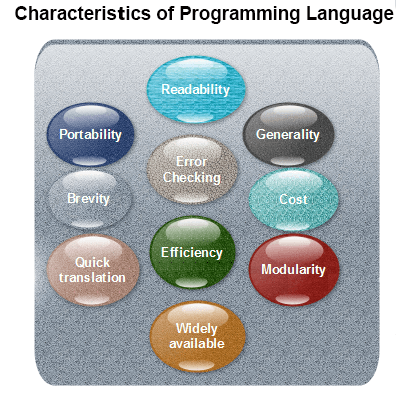 Characteristics of Programming Language
Readability
Portability
Generality
Error
Checking
Brevity
Cost
Efficiency
Quick
translation
Modularity
Widely
available